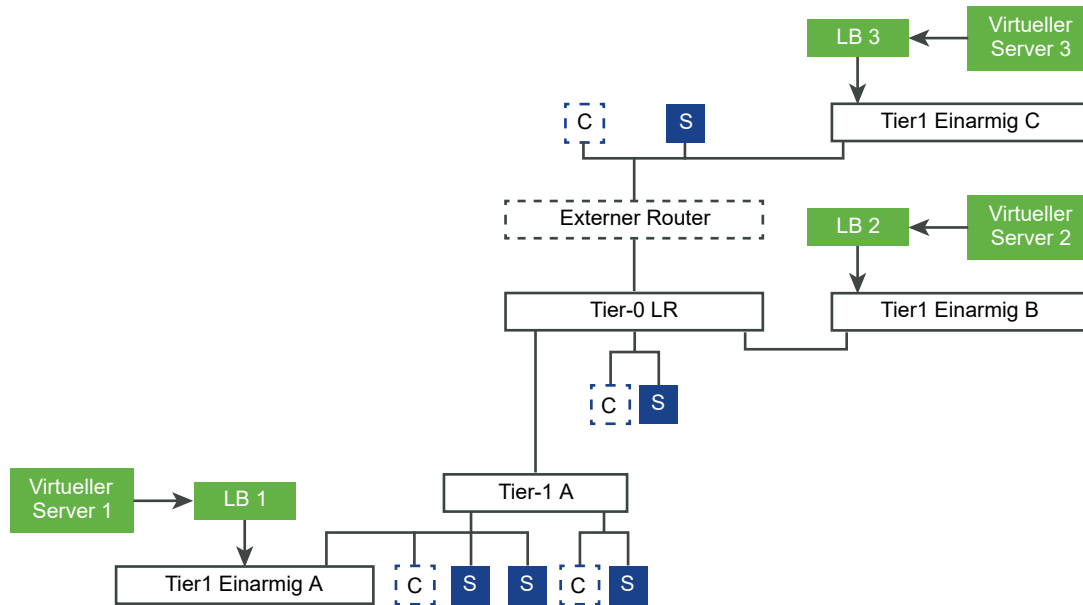 LB 3
Virtueller
Server 3
C
S
Tier1 Einarmig C
Externer Router
LB 2
Virtueller
Server 2
Tier-0 LR
Tier1 Einarmig B
C
S
Virtueller
Server 1
LB 1
Tier-1 A
Tier1 Einarmig A
C
S
S
C
S